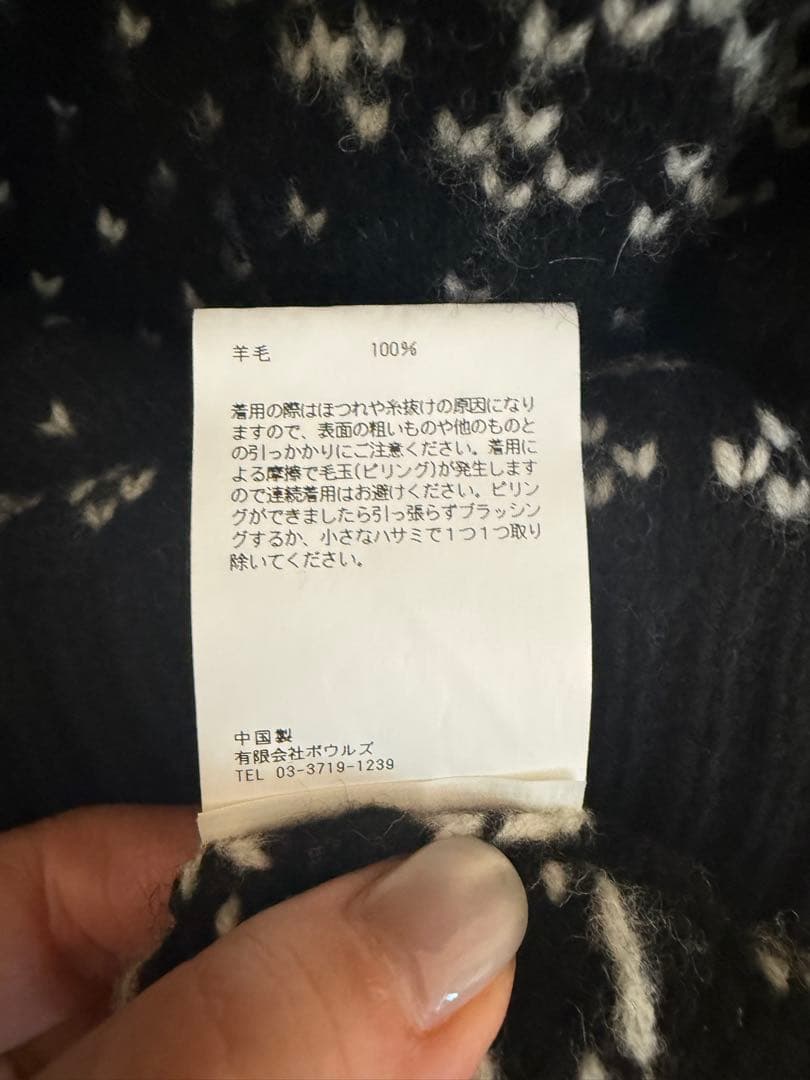 羊毛 100%
着用の際はほつれや糸抜けの原因になり
ますので、表面の粗いものや他のものと
の引っかかりにご注意ください。着用に
よる摩擦で毛玉(ピリング)が発生します
ので連続着用はお避けください。ピリン
グができましたら引っ張らずブラッシン
グするか、小さなハサミで1つ1つ取り
除いてください。
中国製
有限会社ボウルズ
TEL 03-3719-1239